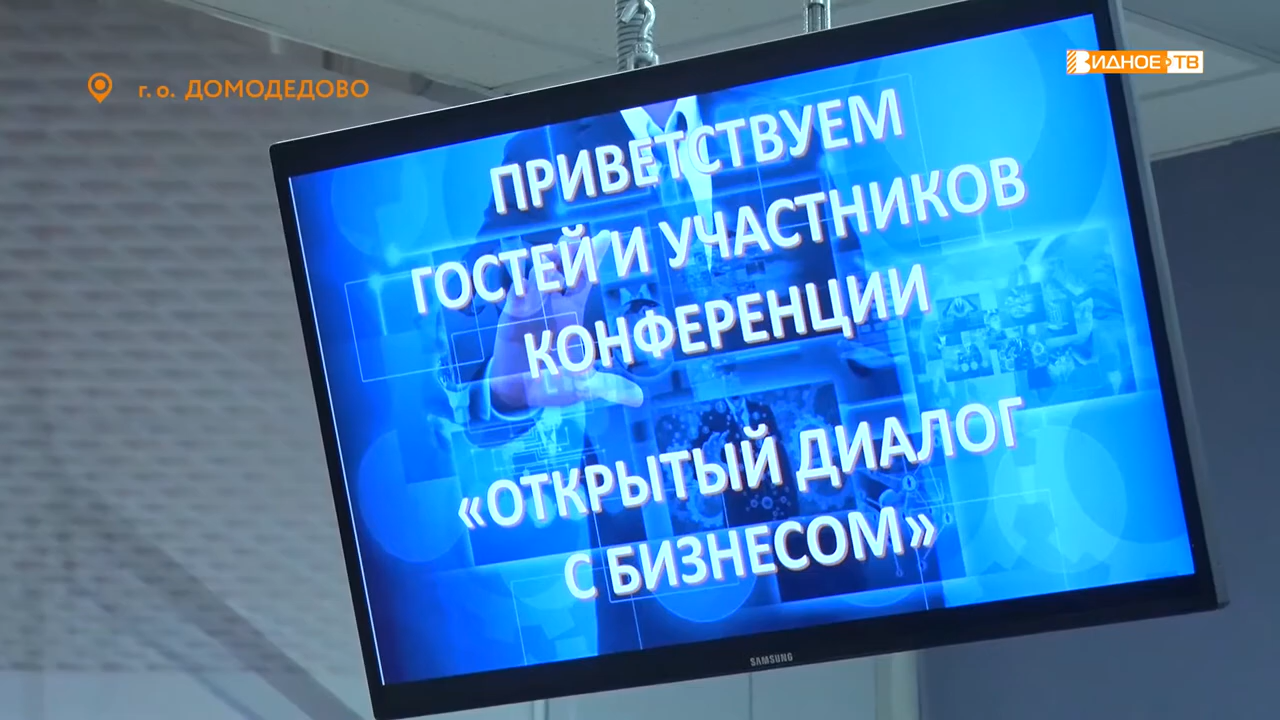 г. о. ДОМОДЕДОВО
ВИДНОЕ ТВ
ПРИВЕТСТВУЕМ
ГОСТЕЙ И УЧАСТНИКОВ
КОНФЕРЕНЦИИ
«ОТКРЫТЫЙ ДИАЛОГ
С БИЗНЕСОМ»
SAMSUNG